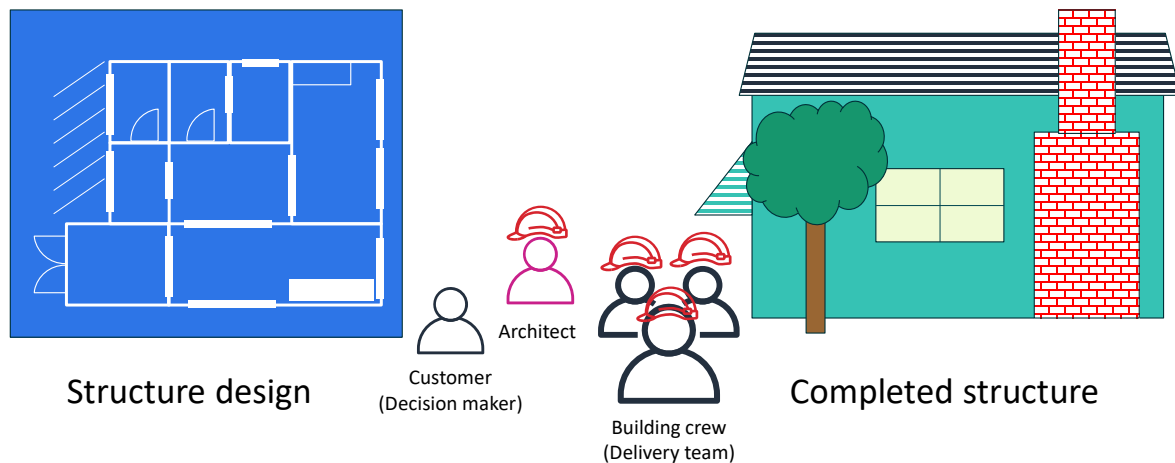 Structure design
Customer
(Decision maker)
Architect
Building crew
(Delivery team)
Completed structure